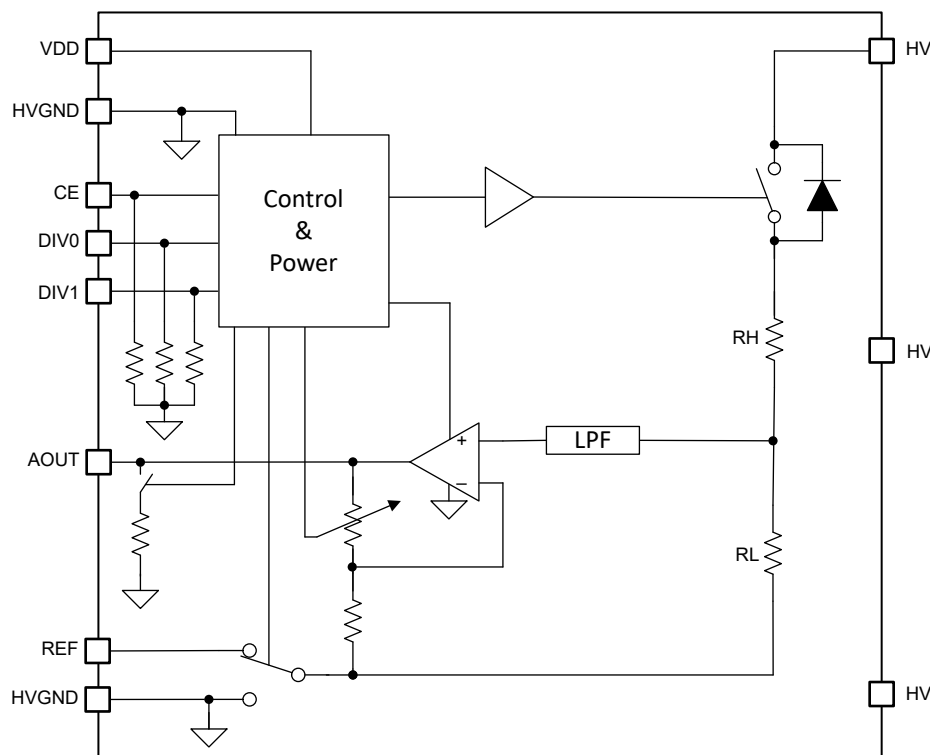 VDD
HV
HVGND
CE
DIV0
DIV1
Control
&
Power
RH
HV
LPF
+
−
AOUT
RL
REF
HVGND
HV